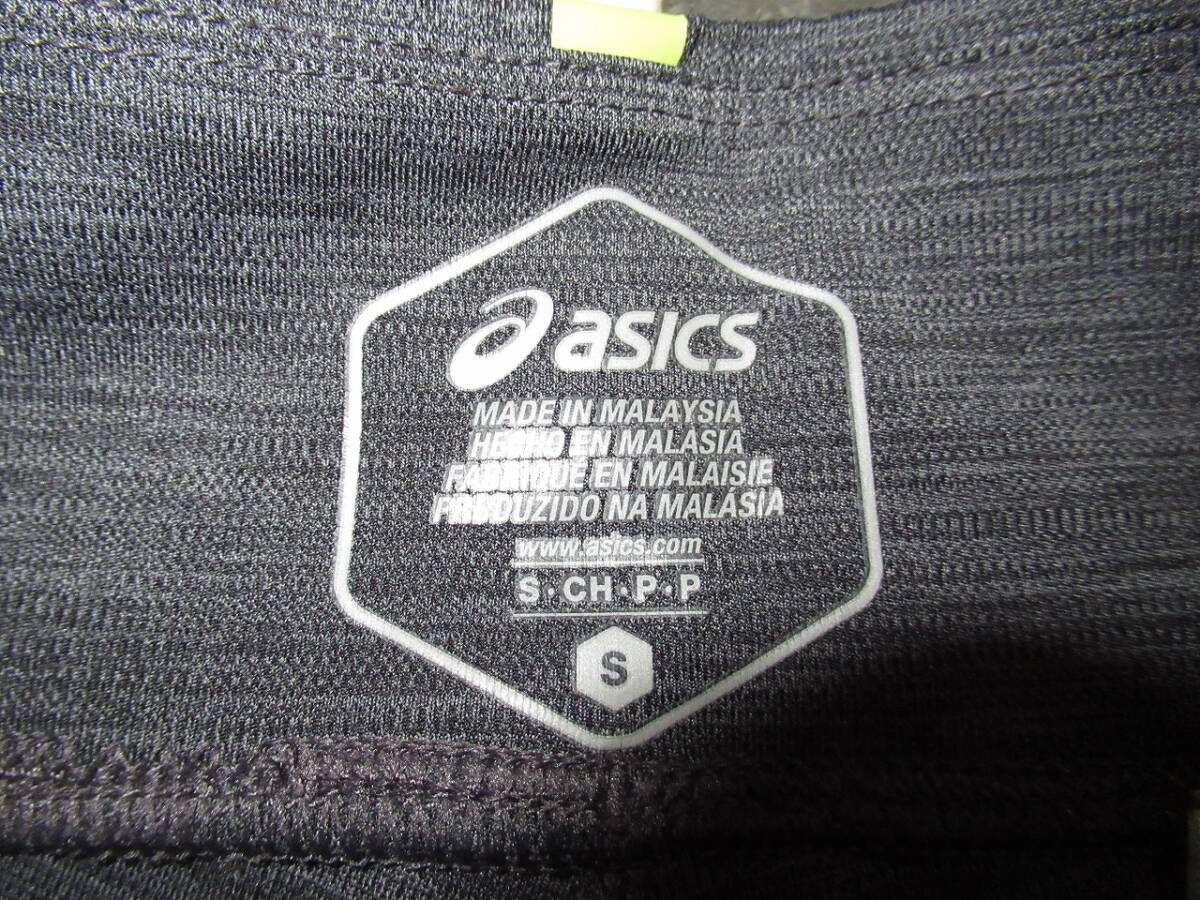 asics
MADE IN MALAYSIA
HECHO EN MALASIA
FABRIQUÉ EN MALAISIE
PRODUZIDO NA MALÁSIA
www.asics.com
S·CH·P·P
S